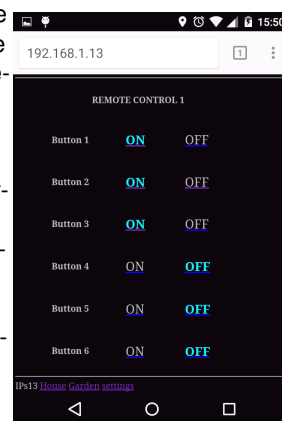 15:50
192.168.1.13 1
REMOTE CONTROL 1
Button 1 ON OFF
Button 2 ON OFF
Button 3 ON OFF
Button 4 ON OFF
Button 5 ON OFF
Button 6 ON OFF
IPs13 House Garden settings